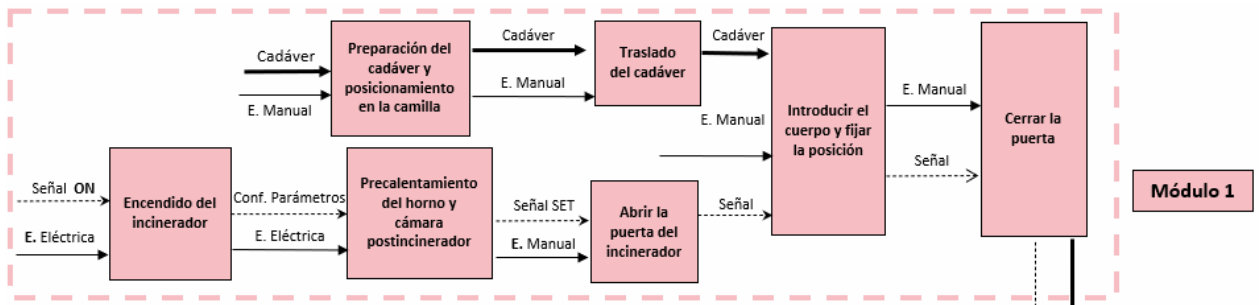 Cadáver
E. Manual
Preparación del
cadáver y
posicionamiento
en la camilla
Cadáver
E. Manual
Traslado
del cadáver
Cadáver
E. Manual
Introducir el
cuerpo y fijar
la posición
E. Manual
Señal
Cerrar la
puerta
Módulo 1
Señal ON
E. Eléctrica
Encendido del
incinerador
Conf. Parámetros
E. Eléctrica
Precalentamiento
del horno y
cámara
postincinerador
Señal SET
E. Manual
Abrir la
puerta del
incinerador
Señal